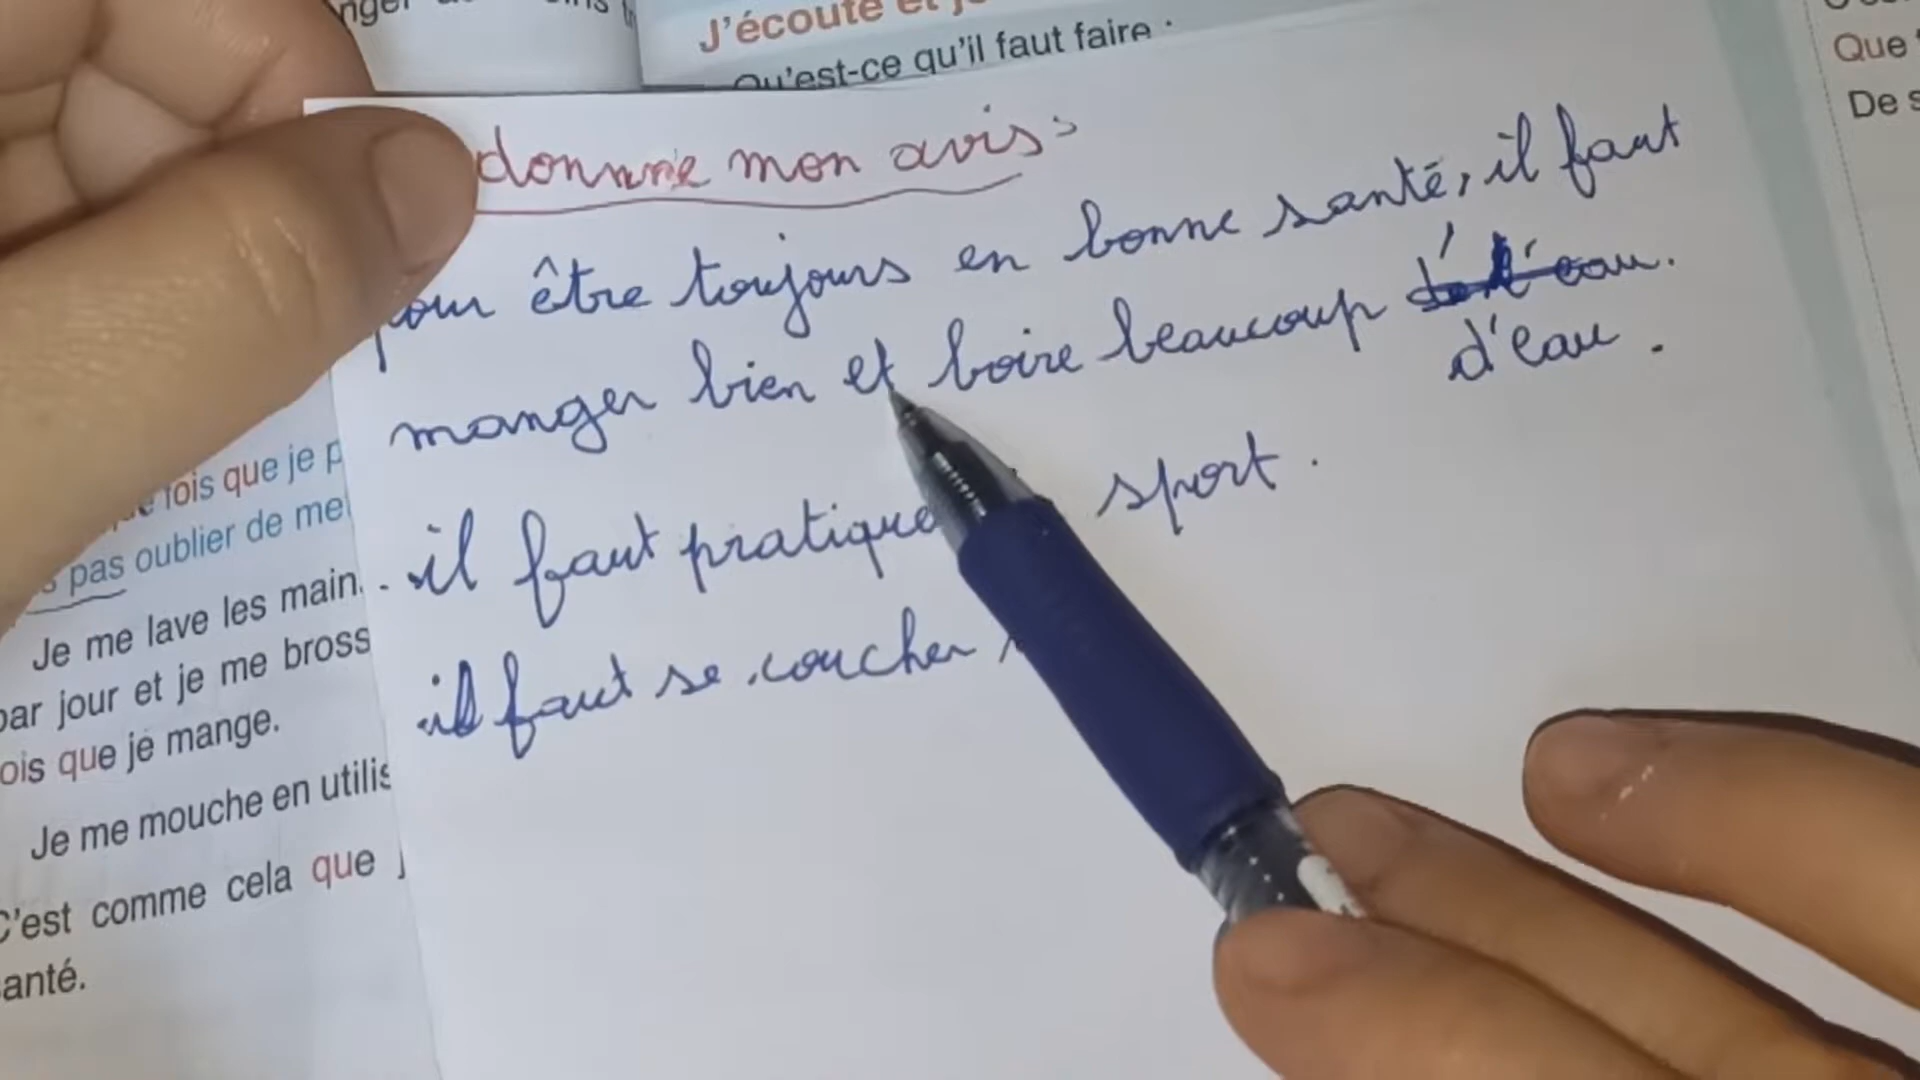 J'écoute et
Qu'est-ce qu'il faut faire :
Que
De
donne mon avis :
pour être toujours en bonne santé, il faut
manger bien et boire beaucoup
d'eau.
- il faut pratique sport.
il faut se coucher
fois que je
pas oublier de
Je me lave les main
par jour et je me bross
fois que je mange.
Je me mouche en utilis
C'est comme cela que
santé.